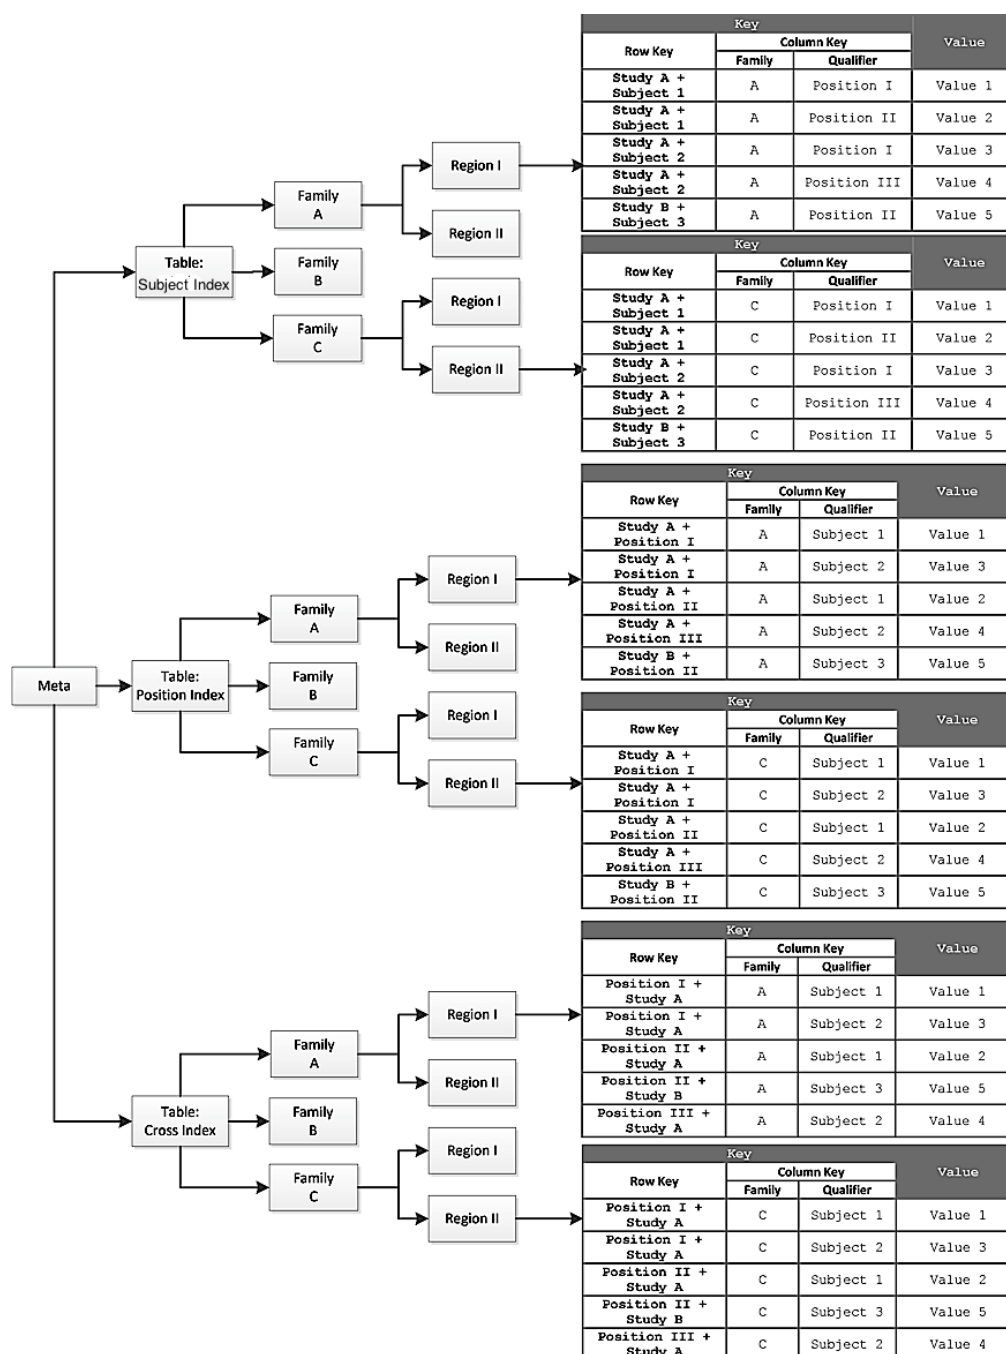 Meta
Table:
Subject Index
Family
A
Family
B
Family
C
Region I
Region II
Region I
Region II
Key
Row Key
Column Key
Value
Family
Qualifier
Study A +
Subject 1
A
Position I
Value 1
Study A +
Subject 1
A
Position II
Value 2
Study A +
Subject 2
A
Position I
Value 3
Study A +
Subject 2
A
Position III
Value 4
Study B +
Subject 3
A
Position II
Value 5
Key
Row Key
Column Key
Value
Family
Qualifier
Study A +
Subject 1
C
Position I
Value 1
Study A +
Subject 1
C
Position II
Value 2
Study A +
Subject 2
C
Position I
Value 3
Study A +
Subject 2
C
Position III
Value 4
Study B +
Subject 3
C
Position II
Value 5
Table:
Position Index
Family
A
Family
B
Family
C
Region I
Region II
Region I
Region II
Key
Row Key
Column Key
Value
Family
Qualifier
Study A +
Position I
A
Subject 1
Value 1
Study A +
Position I
A
Subject 2
Value 3
Study A +
Position II
A
Subject 1
Value 2
Study A +
Position III
A
Subject 2
Value 4
Study B +
Position II
A
Subject 3
Value 5
Key
Row Key
Column Key
Value
Family
Qualifier
Study A +
Position I
C
Subject 1
Value 1
Study A +
Position I
C
Subject 2
Value 3
Study A +
Position II
C
Subject 1
Value 2
Study A +
Position III
C
Subject 2
Value 4
Study B +
Position II
C
Subject 3
Value 5
Table:
Cross Index
Family
A
Family
B
Family
C
Region I
Region II
Region I
Region II
Key
Row Key
Column Key
Value
Family
Qualifier
Position I +
Study A
A
Subject 1
Value 1
Position I +
Study A
A
Subject 2
Value 3
Position II +
Study A
A
Subject 1
Value 2
Position II +
Study B
A
Subject 3
Value 5
Position III +
Study A
A
Subject 2
Value 4
Key
Row Key
Column Key
Value
Family
Qualifier
Position I +
Study A
C
Subject 1
Value 1
Position I +
Study A
C
Subject 2
Value 3
Position II +
Study A
C
Subject 1
Value 2
Position II +
Study B
C
Subject 3
Value 5
Position III +
Study A
C
Subject 2
Value 4